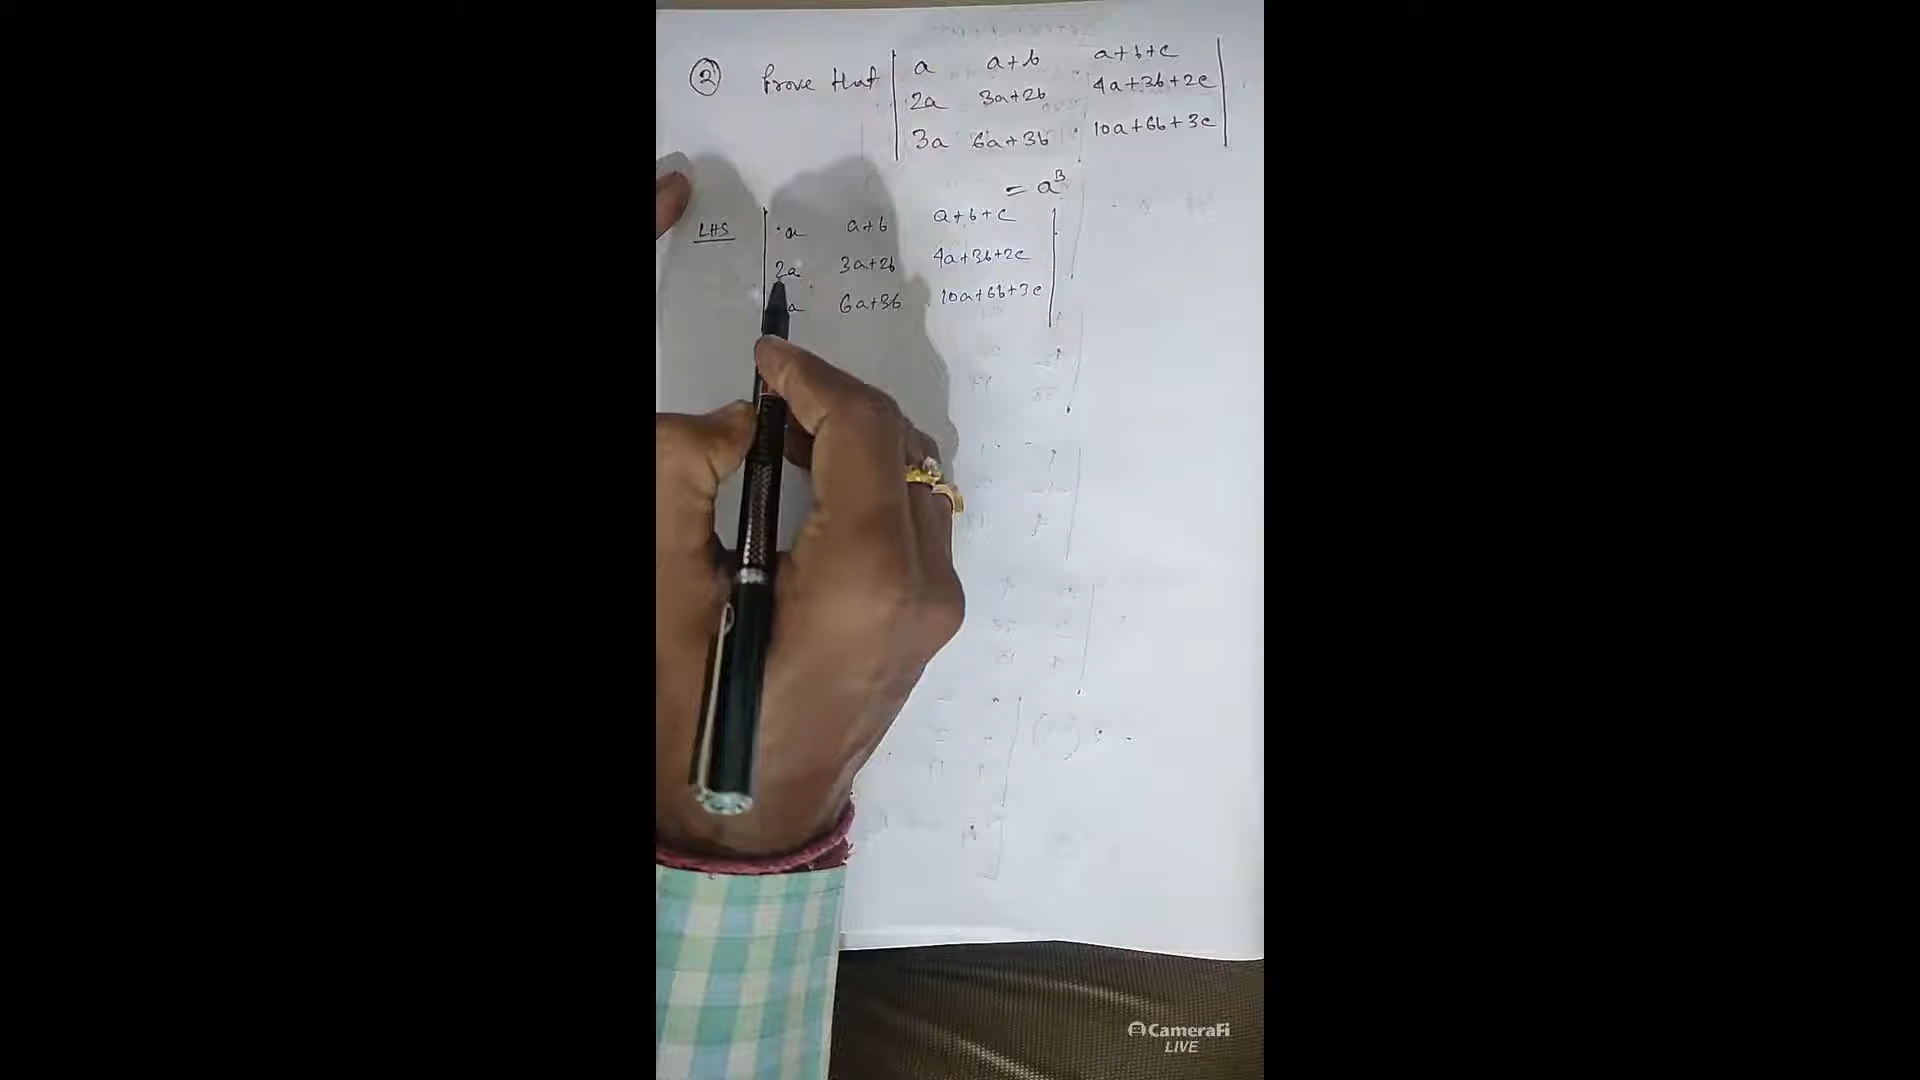 ② Prove that | a a+b a+b+c |
2a 3a+2b 4a+3b+2c
3a 6a+3b 10a+6b+3c
= a³
LHS | a a+b a+b+c |
2a 3a+2b 4a+3b+2c
a 6a+3b 10a+6b+3c
CameraFi
LIVE